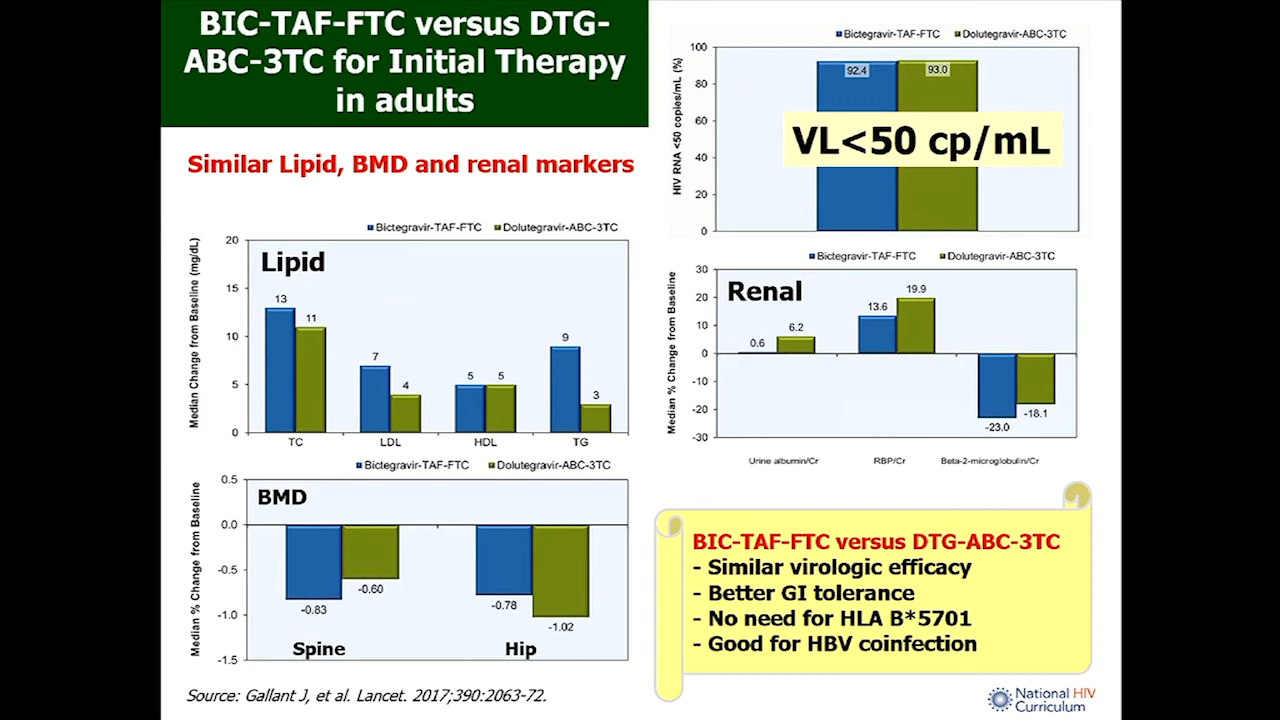 BIC-TAF-FTC versus DTG-
ABC-3TC for Initial Therapy
in adults
Similar Lipid, BMD and renal markers
Bictegravir-TAF-FTC Dolutegravir-ABC-3TC
Median Change from Baseline (mg/dL)
Lipid
20
15
10
5
0
13
11
7
4
5
5
9
3
TC
LDL
HDL
TG
Bictegravir-TAF-FTC Dolutegravir-ABC-3TC
Median % Change from Baseline
BMD
0.5
0.0
-0.5
-1.0
-1.5
-0.83
-0.60
-0.78
-1.02
Spine
Hip
Source: Gallant J, et al. Lancet. 2017;390:2063-72.
Bictegravir-TAF-FTC Dolutegravir-ABC-3TC
HIV RNA <50 copies/mL (%)
100
80
60
40
20
0
92.4
93.0
VL<50 cp/mL
Bictegravir-TAF-FTC Dolutegravir-ABC-3TC
Median % Change from Baseline
Renal
30
20
10
0
-10
-20
-30
0.6
6.2
13.6
19.9
-23.0
-18.1
Urine albumin/Cr
RBP/Cr
Beta-2-microglobulin/Cr
BIC-TAF-FTC versus DTG-ABC-3TC
- Similar virologic efficacy
- Better GI tolerance
- No need for HLA B*5701
- Good for HBV coinfection
National HIV
Curriculum